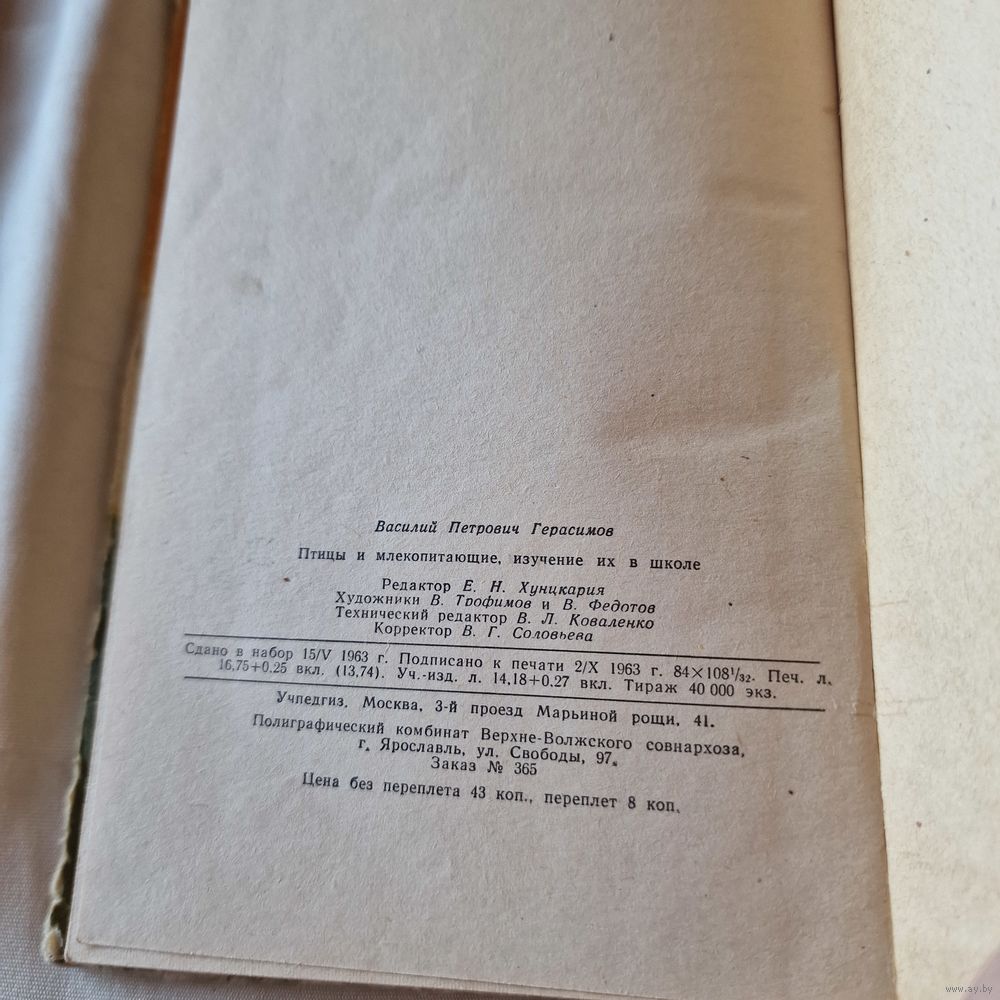 Василий Петрович Герасимов
Птицы и млекопитающие, изучение их в школе
Редактор Е. Н. Хунцкария
Художники В. Трофимов и В. Федотов
Технический редактор В. Л. Коваленко
Корректор В. Г. Соловьева
Сдано в набор 15/V 1963 г. Подписано к печати 2/X 1963 г. 84×108¹/₃₂. Печ. л.
16,75+0.25 вкл. (13,74). Уч.-изд. л. 14,18+0.27 вкл. Тираж 40 000 экз.
Учпедгиз. Москва, 3-й проезд Марьиной рощи, 41.
Полиграфический комбинат Верхне-Волжского совнархоза,
г. Ярославль, ул. Свободы, 97.
Заказ № 365
Цена без переплета 43 коп., переплет 8 коп.
www.ay.by